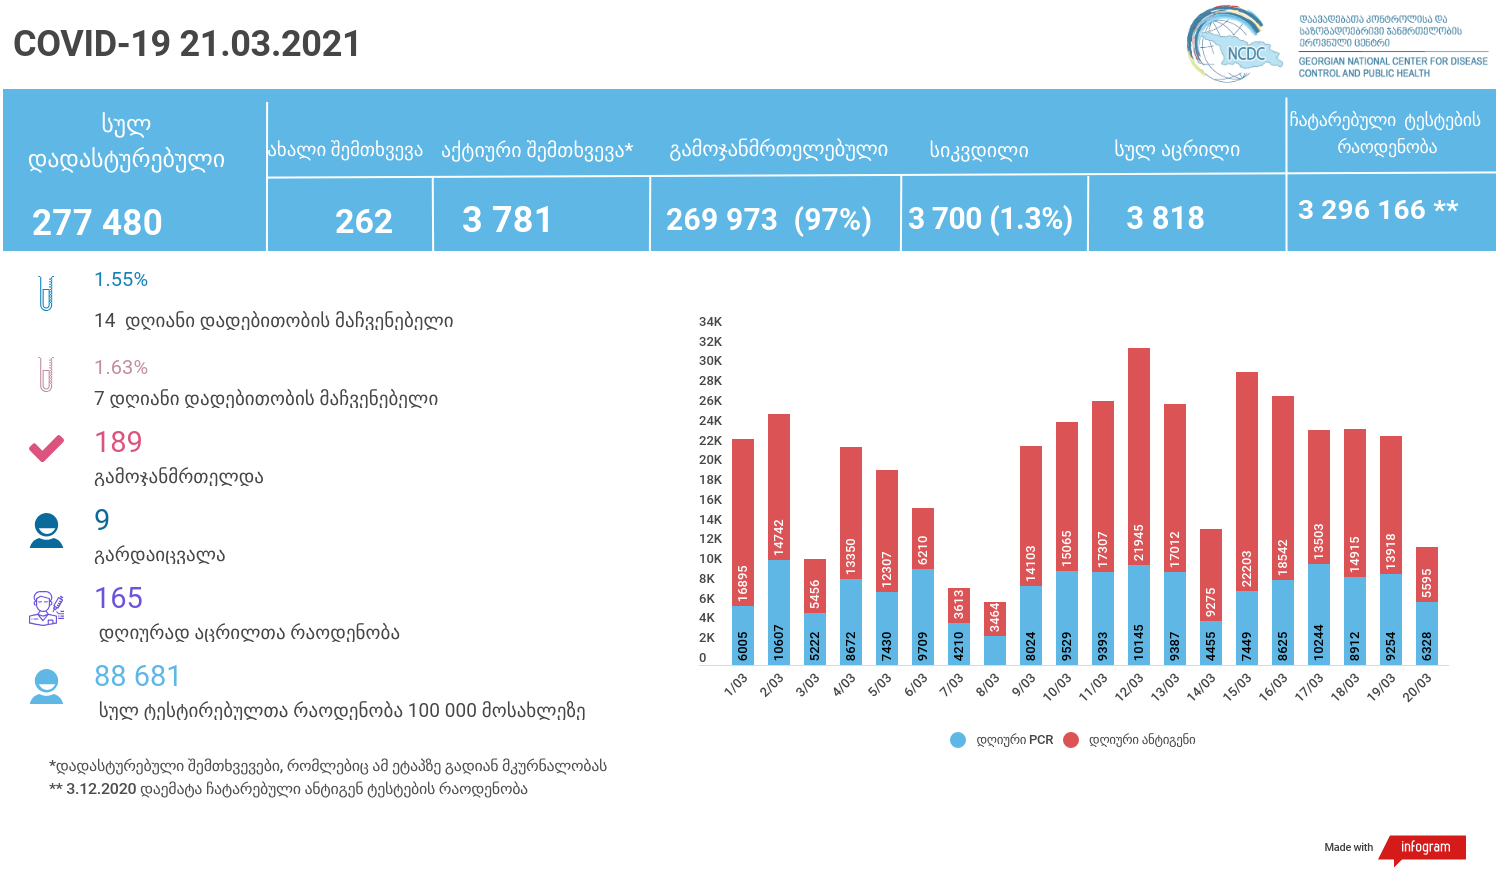 COVID-19 21.03.2021
დაავადებათა კონტროლისა და
საზოგადოებრივი ჯანმრთელობის
ეროვნული ცენტრი
NCDC
GEORGIAN NATIONAL CENTER FOR DISEASE
CONTROL AND PUBLIC HEALTH
სულ
დადასტურებული
277 480
ახალი შემთხვევა
262
აქტიური შემთხვევა*
3 781
გამოჯანმრთელებული
269 973 (97%)
სიკვდილი
3 700 (1.3%)
სულ აცრილი
3 818
ჩატარებული ტესტების
რაოდენობა
3 296 166 **
1.55%
14 დღიანი დადებითობის მაჩვენებელი
1.63%
7 დღიანი დადებითობის მაჩვენებელი
189
გამოჯანმრთელდა
9
გარდაიცვალა
165
დღიურად აცრილთა რაოდენობა
88 681
სულ ტესტირებულთა რაოდენობა 100 000 მოსახლეზე
*დადასტურებული შემთხვევები, რომლებიც ამ ეტაპზე გადიან მკურნალობას
** 3.12.2020 დაემატა ჩატარებული ანტიგენ ტესტების რაოდენობა
34K
32K
30K
28K
26K
24K
22K
20K
18K
16K
14K
12K
10K
8K
6K
4K
2K
0
16895 14742 5456 13350 12307 6210 3613 3464 14103 15065 17307 21945 17012 9275 22203 18542 13503 14915 13918 5595
6005 10607 5222 8672 7430 9709 4210 8024 9529 9393 10145 9387 4455 7449 8625 10244 8912 9254 6328
1/03 2/03 3/03 4/03 5/03 6/03 7/03 8/03 9/03 10/03 11/03 12/03 13/03 14/03 15/03 16/03 17/03 18/03 19/03 20/03
დღიური PCR დღიური ანტიგენი
Made with infogram